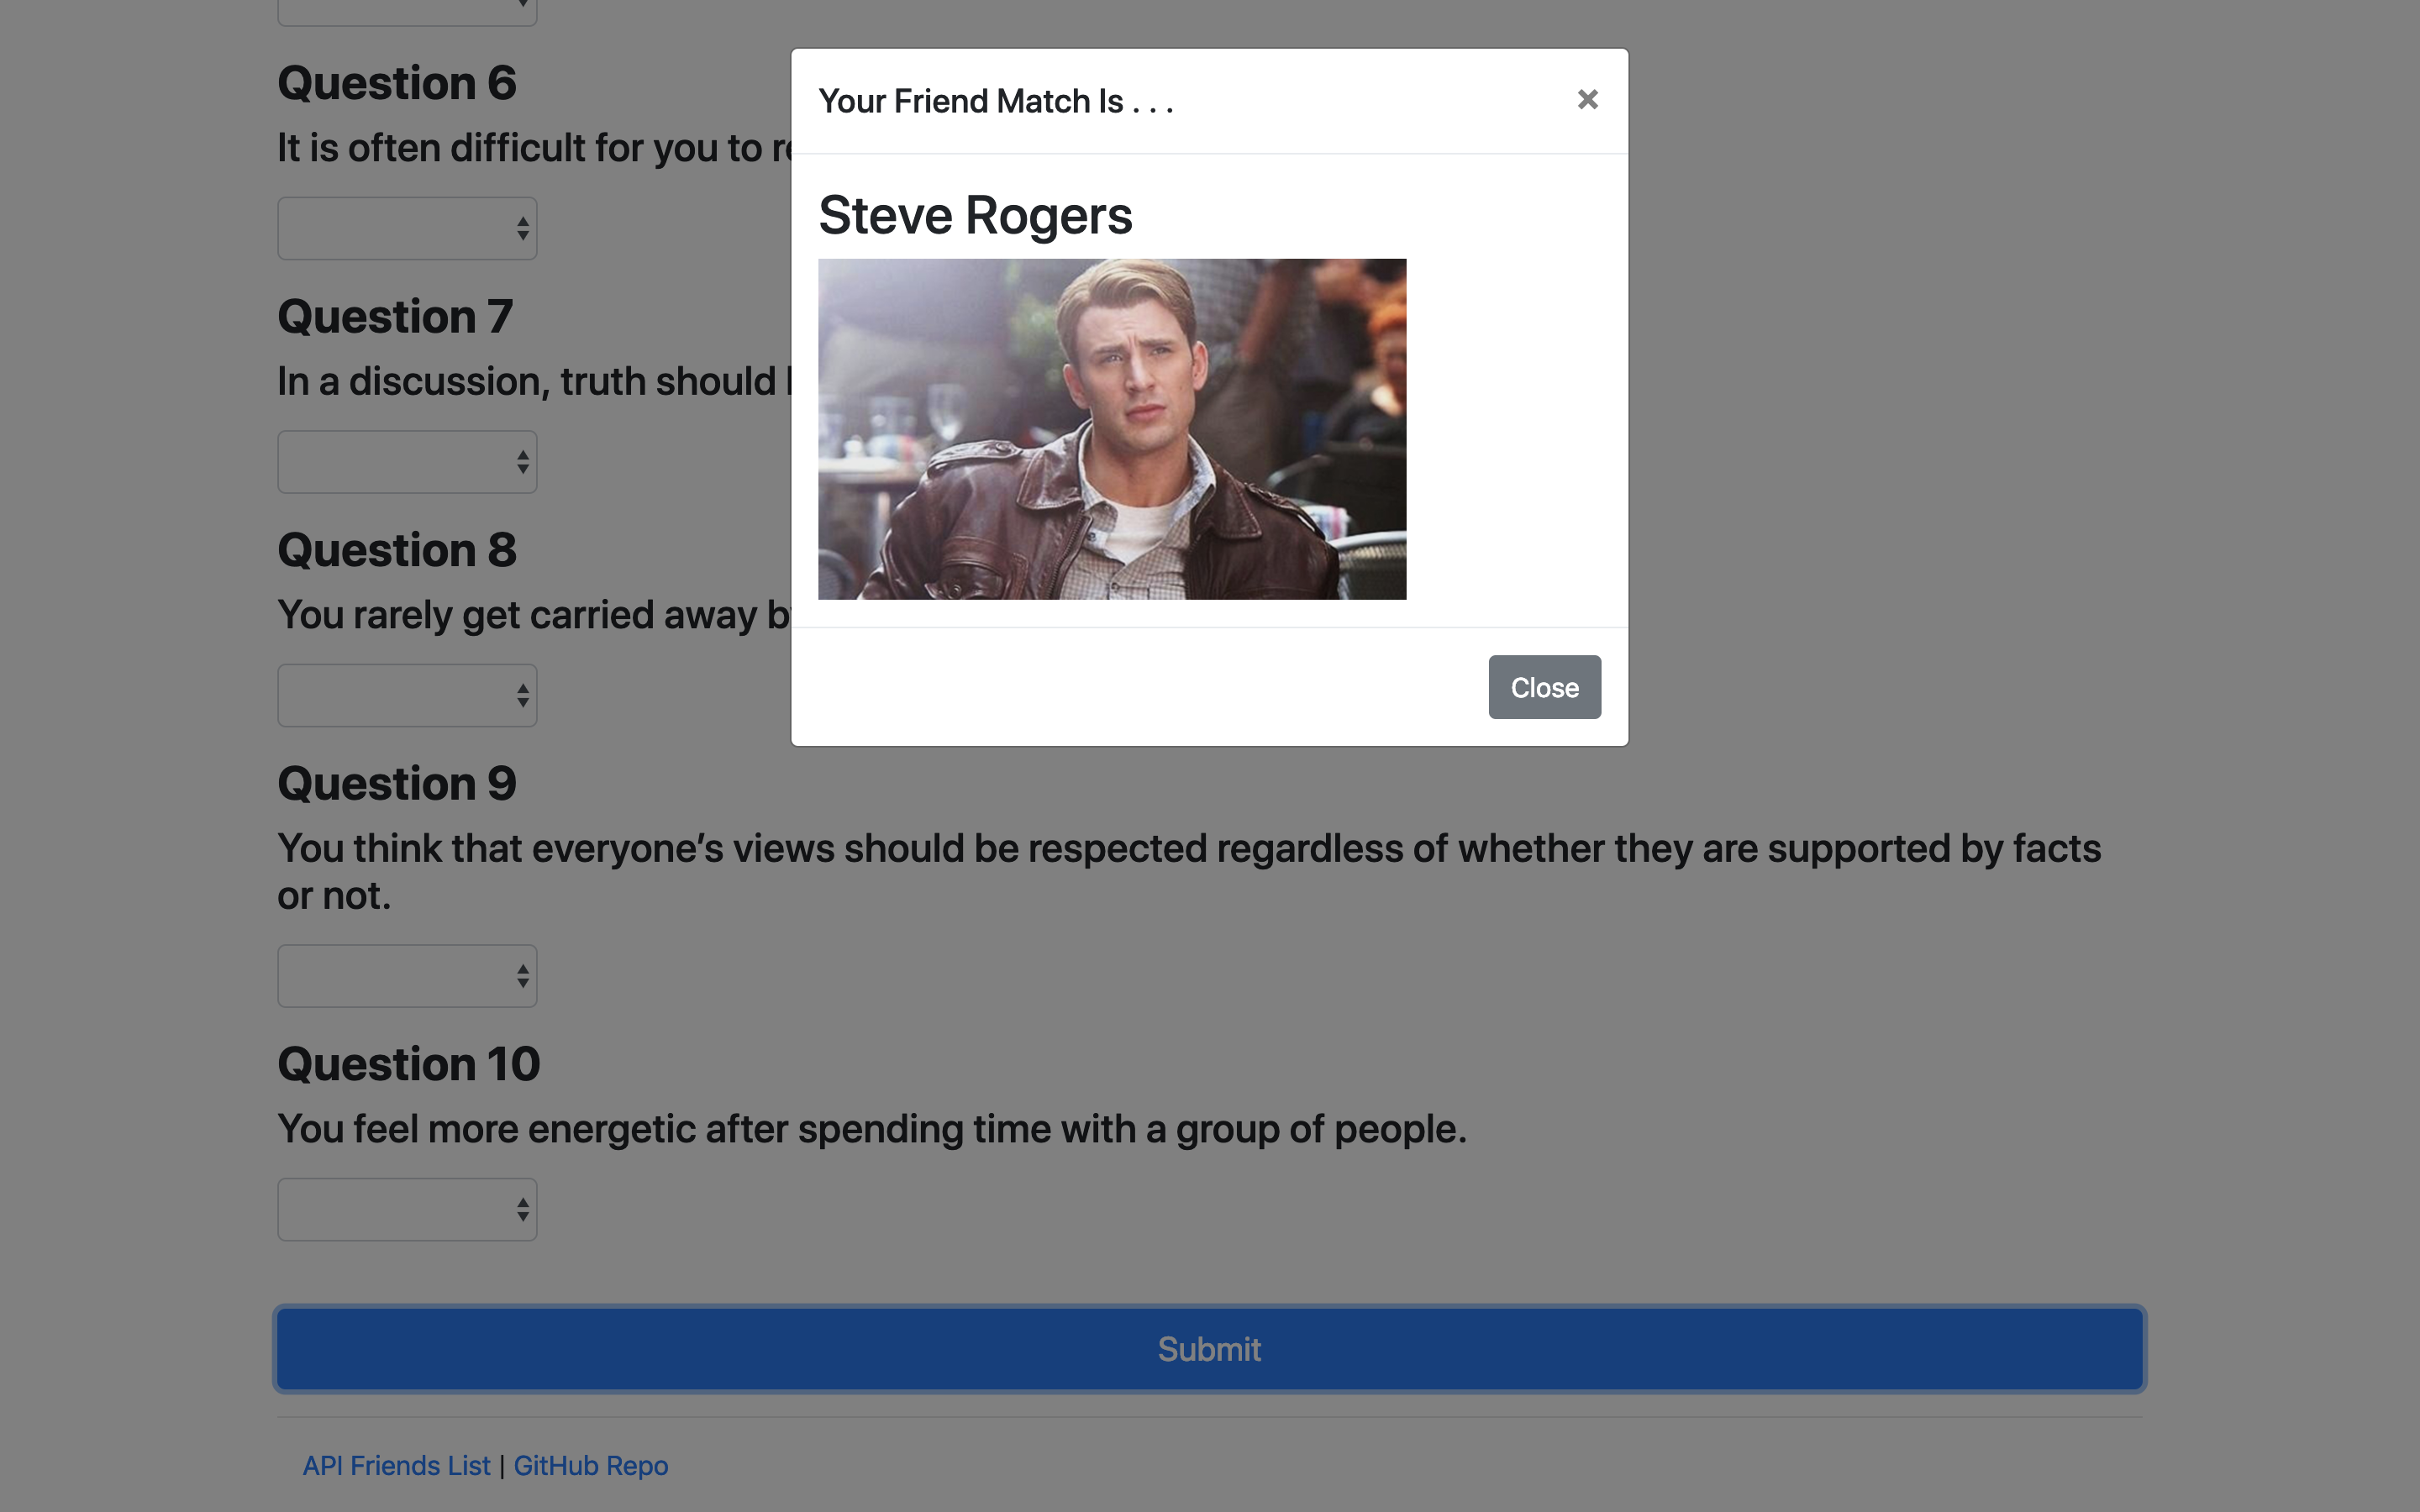 Your Friend Match Is . . .
×
Steve Rogers
Close
Question 6
It is often difficult for you to
Question 7
In a discussion, truth should
Question 8
You rarely get carried away
Question 9
You think that everyone’s views should be respected regardless of whether they are supported by facts
or not.
Question 10
You feel more energetic after spending time with a group of people.
Submit
API Friends List | GitHub Repo